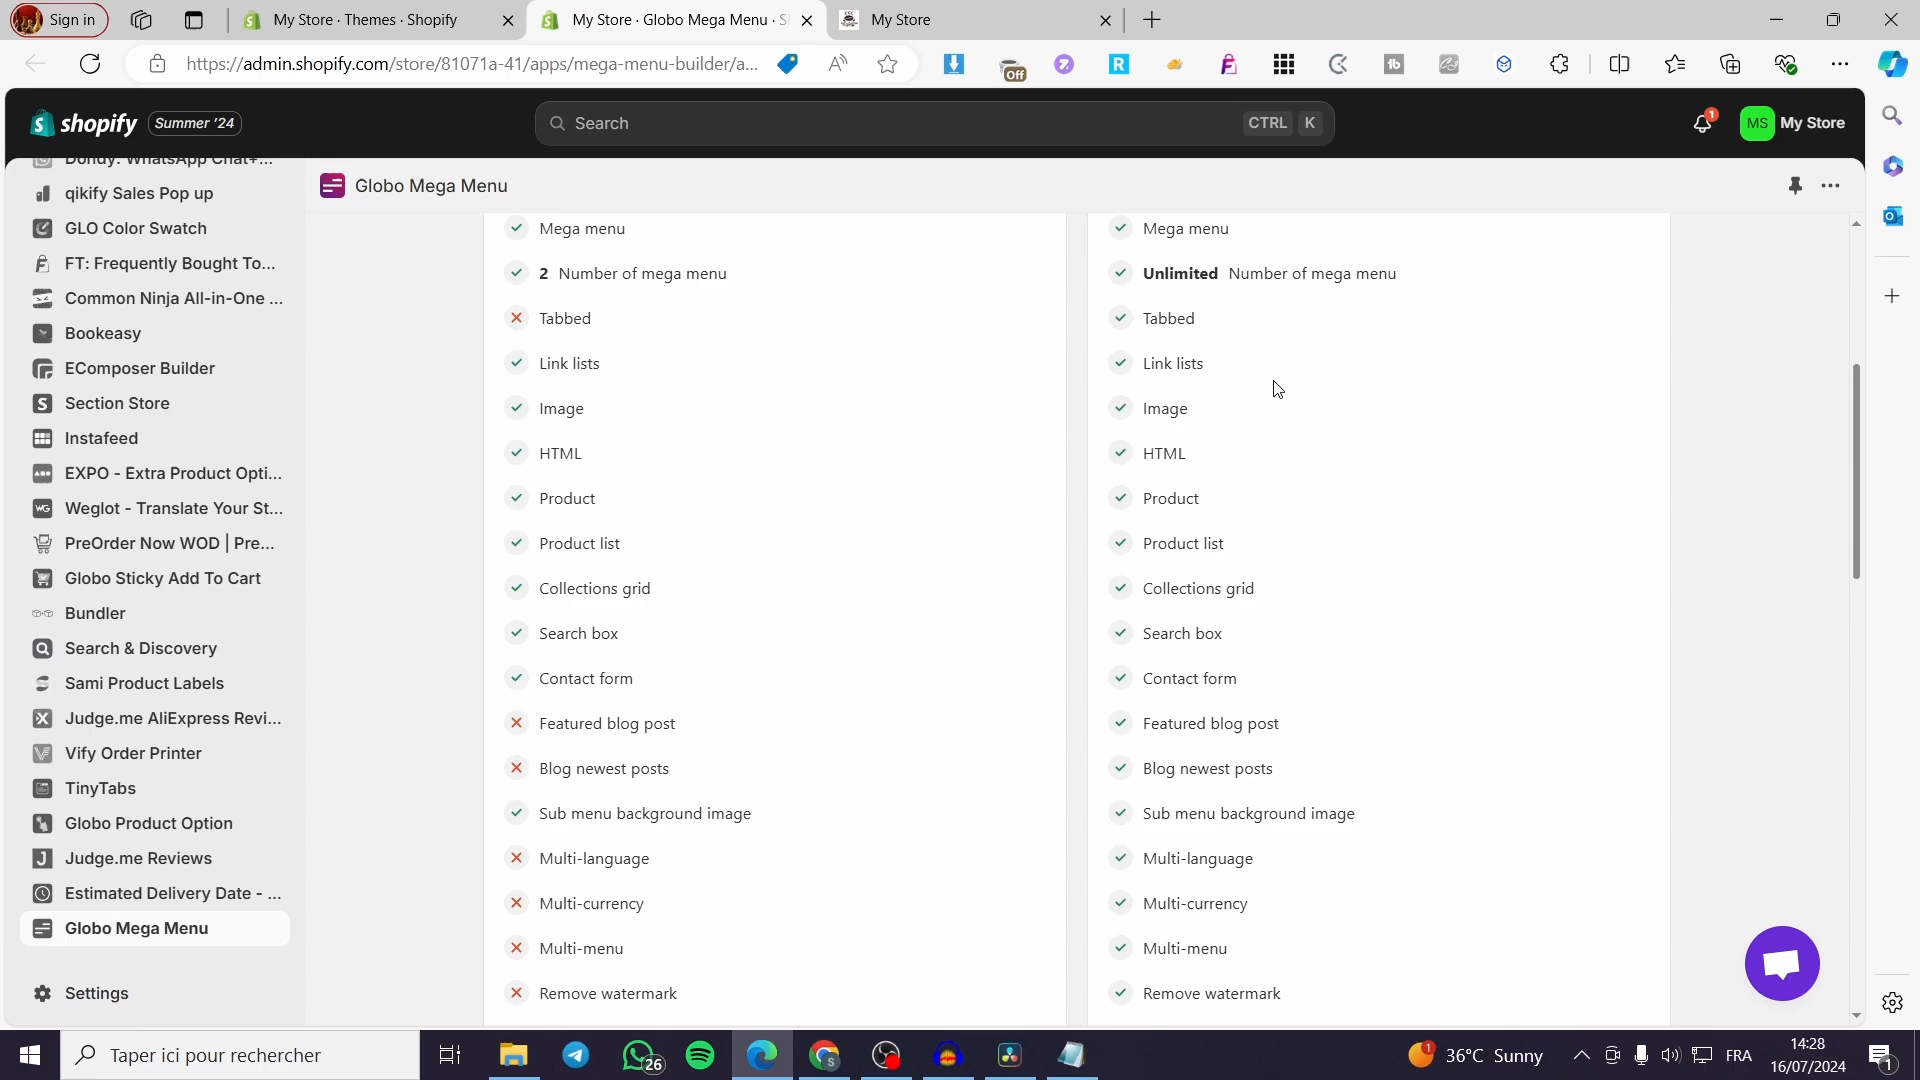 Sign in
My Store · Themes · Shopify
My Store · Globo Mega Menu · S
My Store
https://admin.shopify.com/store/81071a-41/apps/mega-menu-builder/a...
Off
shopify
Summer '24
Search
CTRL K
1
MS
My Store
Dondy: WhatsApp Chat+...
qikify Sales Pop up
GLO Color Swatch
FT: Frequently Bought To...
Common Ninja All-in-One ...
Bookeasy
EComposer Builder
Section Store
Instafeed
EXPO - Extra Product Opti...
Weglot - Translate Your St...
PreOrder Now WOD | Pre...
Globo Sticky Add To Cart
Bundler
Search & Discovery
Sami Product Labels
Judge.me AliExpress Revi...
Vify Order Printer
TinyTabs
Globo Product Option
Judge.me Reviews
Estimated Delivery Date - ...
Globo Mega Menu
Settings
Globo Mega Menu
Mega menu
2 Number of mega menu
Tabbed
Link lists
Image
HTML
Product
Product list
Collections grid
Search box
Contact form
Featured blog post
Blog newest posts
Sub menu background image
Multi-language
Multi-currency
Multi-menu
Remove watermark
Mega menu
Unlimited Number of mega menu
Tabbed
Link lists
Image
HTML
Product
Product list
Collections grid
Search box
Contact form
Featured blog post
Blog newest posts
Sub menu background image
Multi-language
Multi-currency
Multi-menu
Remove watermark
Taper ici pour rechercher
26
1
36°C Sunny
FRA
14:28
16/07/2024
1